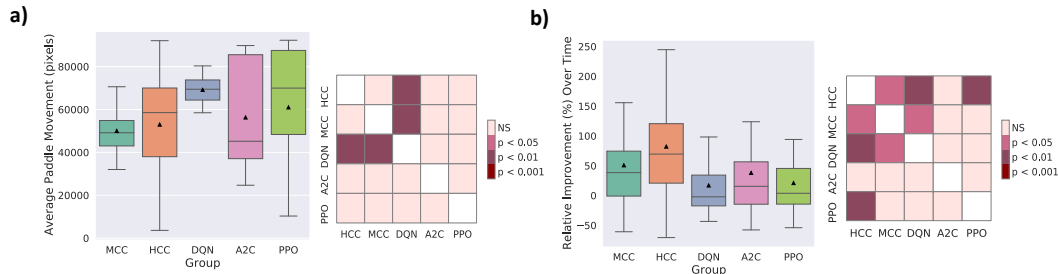 a)
Average Paddle Movement (pixels)
80000
60000
40000
20000
0
MCC HCC DQN A2C PPO
Group
HCC
MCC
DQN
A2C
PPO
HCC MCC DQN A2C PPO
NS
p < 0.05
p < 0.01
p < 0.001
b)
Relative Improvement (%) Over Time
250
200
150
100
50
0
−50
MCC HCC DQN A2C PPO
Group
HCC
MCC
DQN
A2C
PPO
HCC MCC DQN A2C PPO
NS
p < 0.05
p < 0.01
p < 0.001